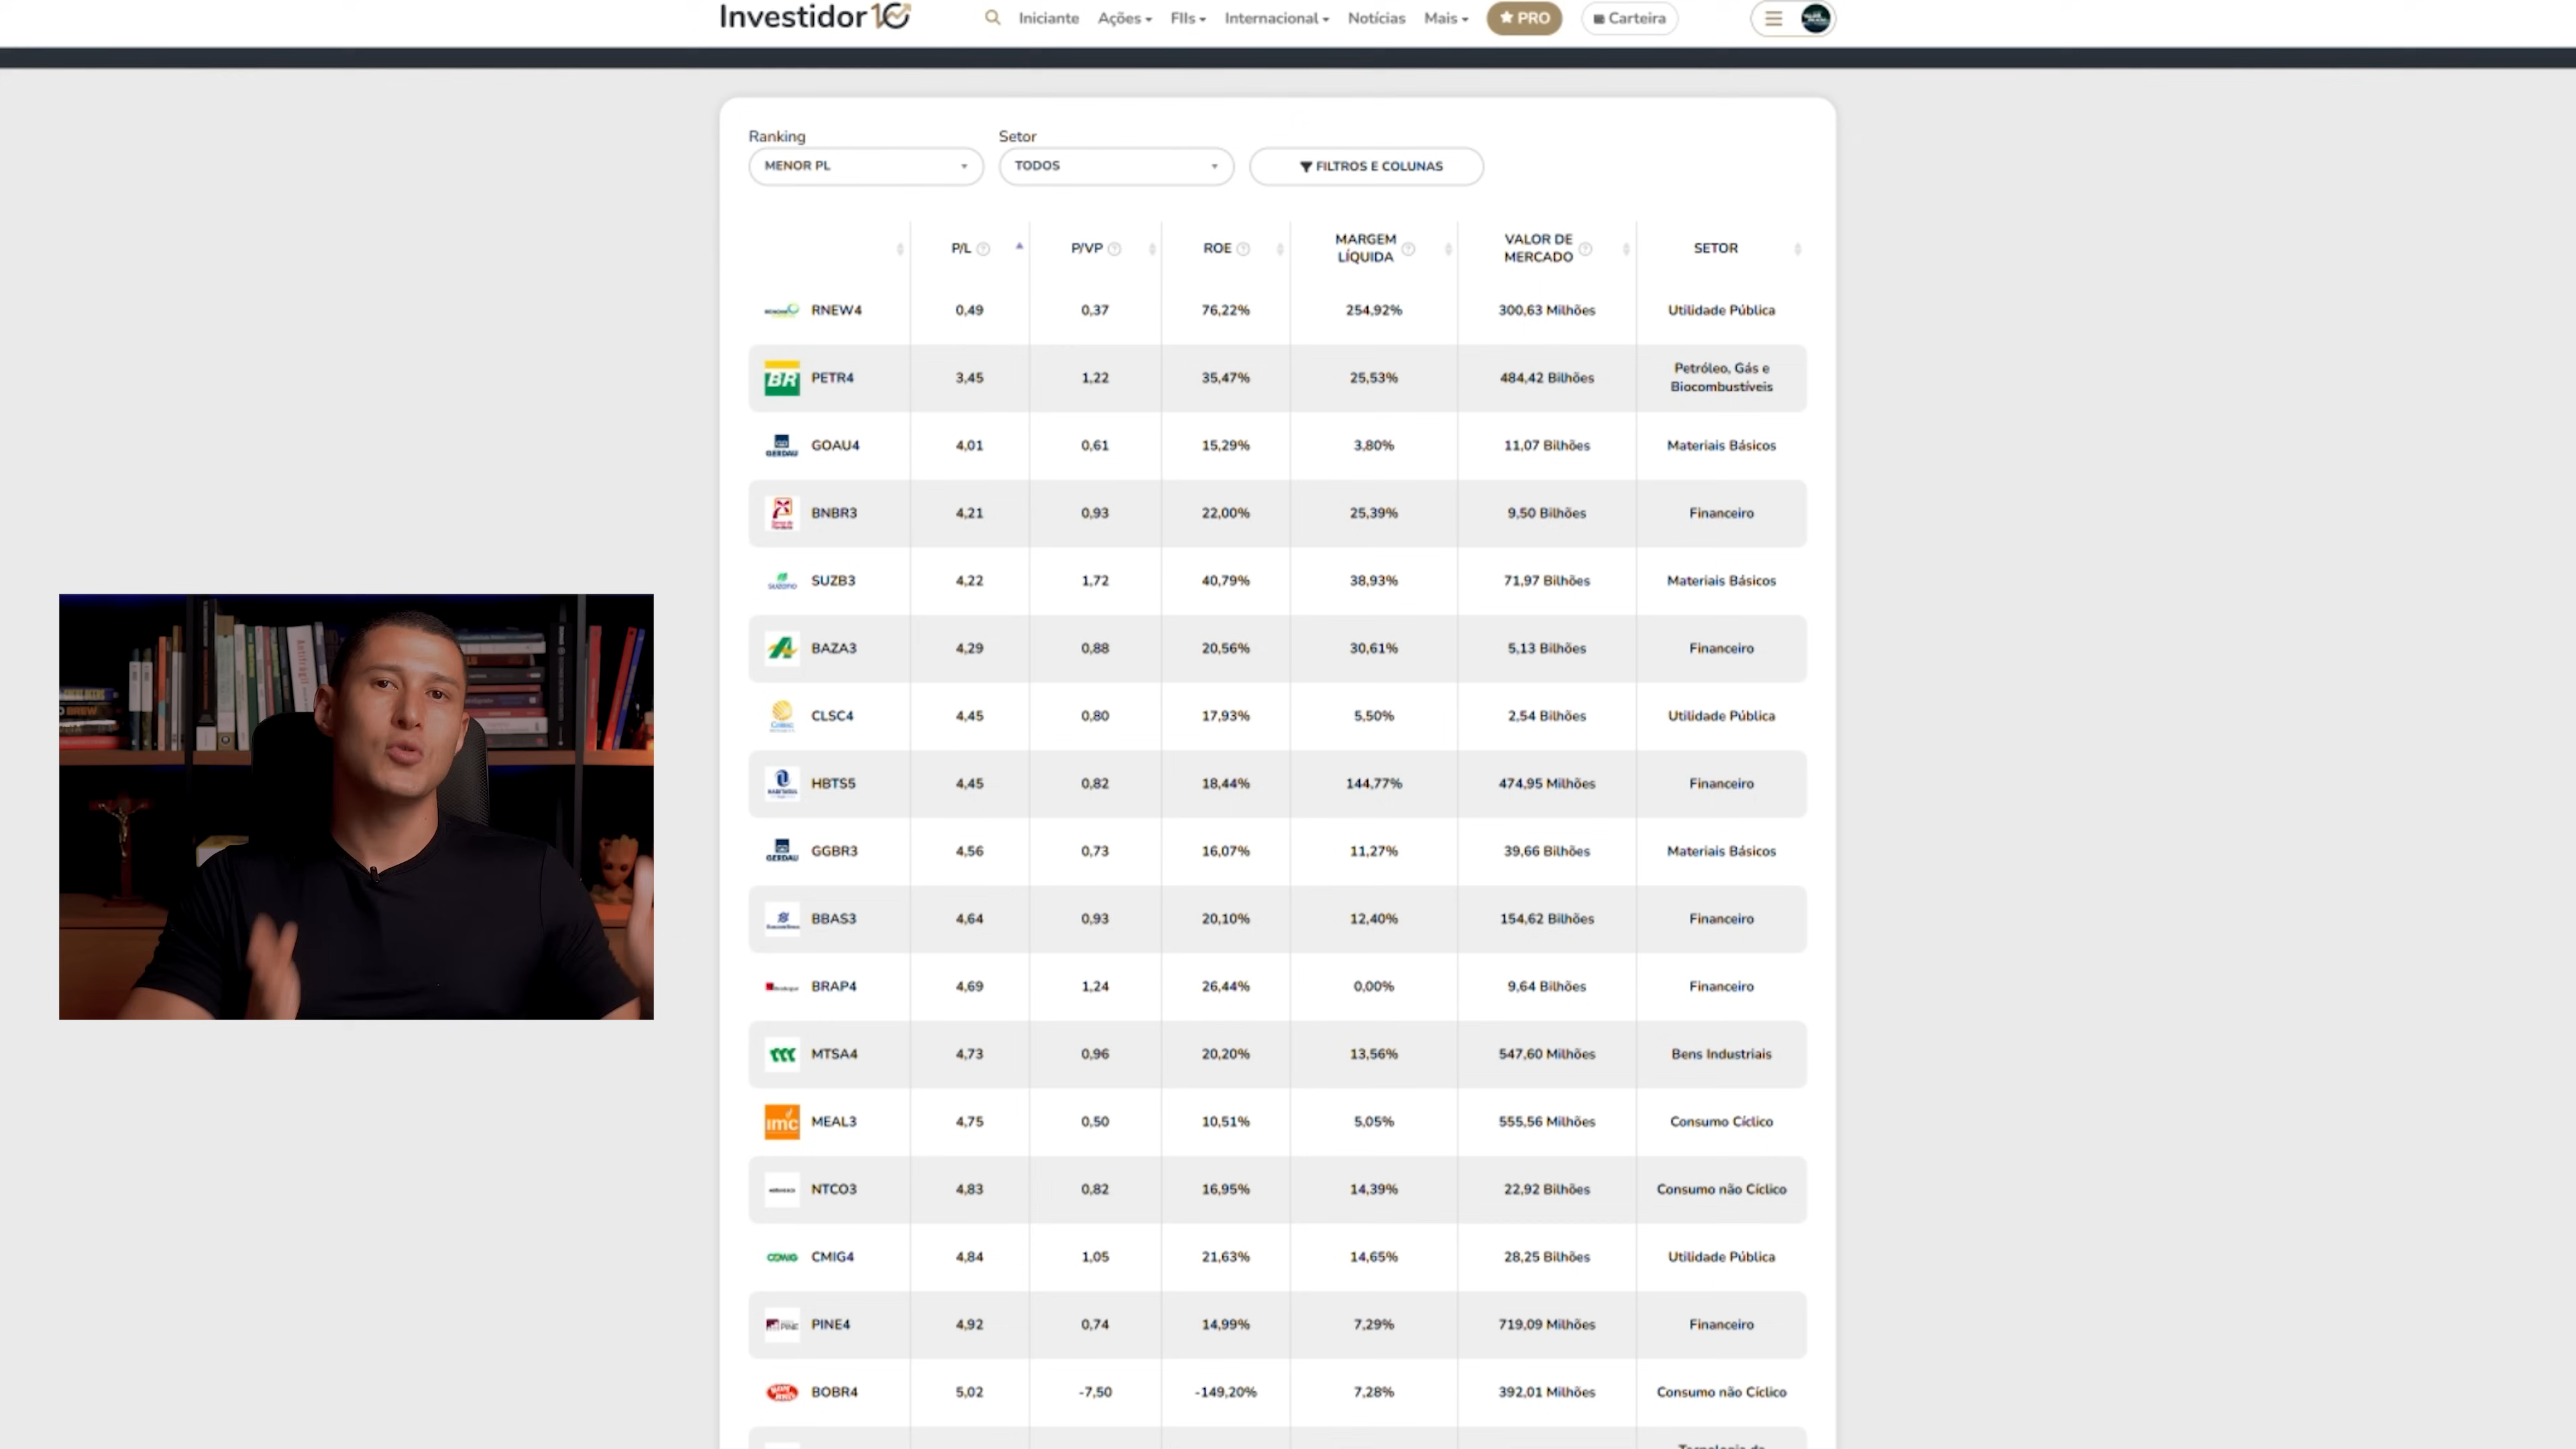 Investidor 10
Iniciante Ações FIIs Internacional Notícias Mais PRO Carteira
Ranking Setor
MENOR PL TODOS FILTROS E COLUNAS
P/L P/VP ROE MARGEM LÍQUIDA VALOR DE MERCADO SETOR
RNEW4 0,49 0,37 76,22% 254,92% 300,63 Milhões Utilidade Pública
BR PETR4 3,45 1,22 35,47% 25,53% 484,42 Bilhões Petróleo, Gás e Biocombustíveis
GERDAU GOAU4 4,01 0,61 15,29% 3,80% 11,07 Bilhões Materiais Básicos
BNBR3 4,21 0,93 22,00% 25,39% 9,50 Bilhões Financeiro
suzano SUZB3 4,22 1,72 40,79% 38,93% 71,97 Bilhões Materiais Básicos
BAZA3 4,29 0,88 20,56% 30,61% 5,13 Bilhões Financeiro
Celesc CLSC4 4,45 0,80 17,93% 5,50% 2,54 Bilhões Utilidade Pública
HBTS5 4,45 0,82 18,44% 144,77% 474,95 Milhões Financeiro
GERDAU GGBR3 4,56 0,73 16,07% 11,27% 39,66 Bilhões Materiais Básicos
BBAS3 4,64 0,93 20,10% 12,40% 154,62 Bilhões Financeiro
BRAP4 4,69 1,24 26,44% 0,00% 9,64 Bilhões Financeiro
MTSA4 4,73 0,96 20,20% 13,56% 547,60 Milhões Bens Industriais
imc MEAL3 4,75 0,50 10,51% 5,05% 555,56 Milhões Consumo Cíclico
NTCO3 4,83 0,82 16,95% 14,39% 22,92 Bilhões Consumo não Cíclico
CMIG4 4,84 1,05 21,63% 14,65% 28,25 Bilhões Utilidade Pública
PINE PINE4 4,92 0,74 14,99% 7,29% 719,09 Milhões Financeiro
BOBR4 5,02 -7,50 -149,20% 7,28% 392,01 Milhões Consumo não Cíclico